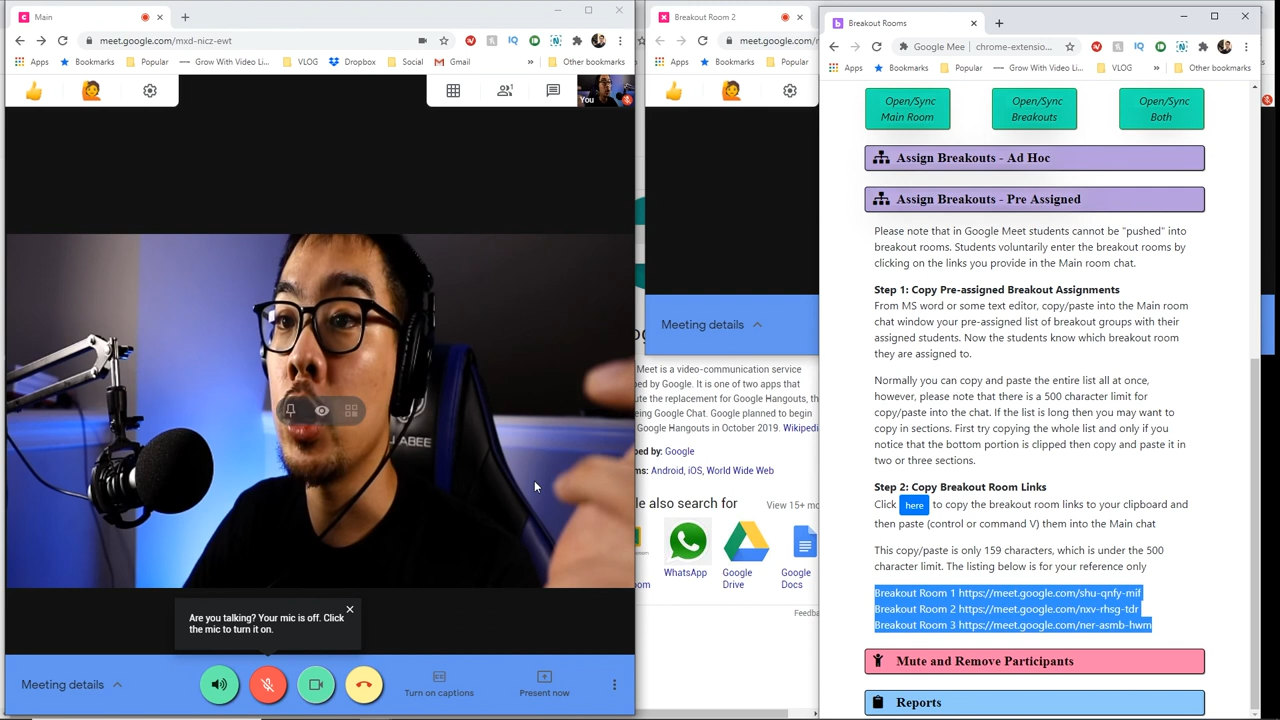 Main
meet.google.com/mxd-nicz-ewt
Apps
Bookmarks
Popular
Grow With Video Li...
VLOG
Dropbox
Social
Gmail
»
Other bookmarks
1
You
Are you talking? Your mic is off. Click
the mic to turn it on.
Meeting details
Turn on captions
Present now
Breakout Room 2
meet.google.com/
Apps
Bookmarks
Popular
Meeting details
Meet is a video-communication service
ed by Google. It is one of two apps that
ute the replacement for Google Hangouts, th
eing Google Chat. Google planned to begin
Google Hangouts in October 2019. Wikipedi
ped by: Google
ms: Android, iOS, World Wide Web
le also search for
View 15+ mo
oom
WhatsApp
Google
Drive
Google
Docs
Feedba
Breakout Rooms
Google Mee
chrome-extensio...
Apps
Bookmarks
Popular
Grow With Video Li...
VLOG
»
Other bookmarks
Open/Sync
Main Room
Open/Sync
Breakouts
Open/Sync
Both
Assign Breakouts - Ad Hoc
Assign Breakouts - Pre Assigned
Please note that in Google Meet students cannot be "pushed" into
breakout rooms. Students voluntarily enter the breakout rooms by
clicking on the links you provide in the Main room chat.
Step 1: Copy Pre-assigned Breakout Assignments
From MS word or some text editor, copy/paste into the Main room
chat window your pre-assigned list of breakout groups with their
assigned students. Now the students know which breakout room
they are assigned to.
Normally you can copy and paste the entire list all at once,
however, please note that there is a 500 character limit for
copy/paste into the chat. If the list is long then you may want to
copy in sections. First try copying the whole list and only if you
notice that the bottom portion is clipped then copy and paste it in
two or three sections.
Step 2: Copy Breakout Room Links
Click here to copy the breakout room links to your clipboard and
then paste (control or command V) them into the Main chat
This copy/paste is only 159 characters, which is under the 500
character limit. The listing below is for your reference only
Breakout Room 1 https://meet.google.com/shu-qnfy-mif
Breakout Room 2 https://meet.google.com/nxv-rhsg-tdr
Breakout Room 3 https://meet.google.com/ner-asmb-hwm
Mute and Remove Participants
Reports